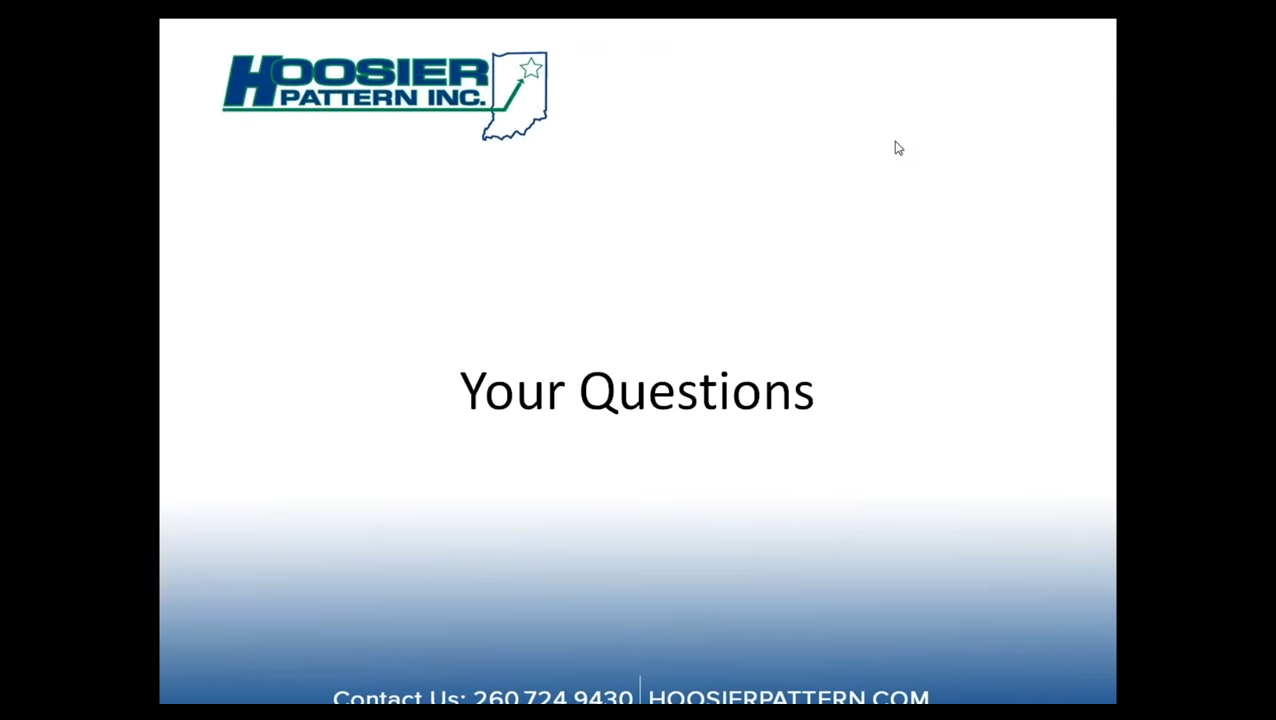 HOOSIER
PATTERN INC.
Your Questions
Contact Us: 260.724.9430 | HOOSIERPATTERN.COM